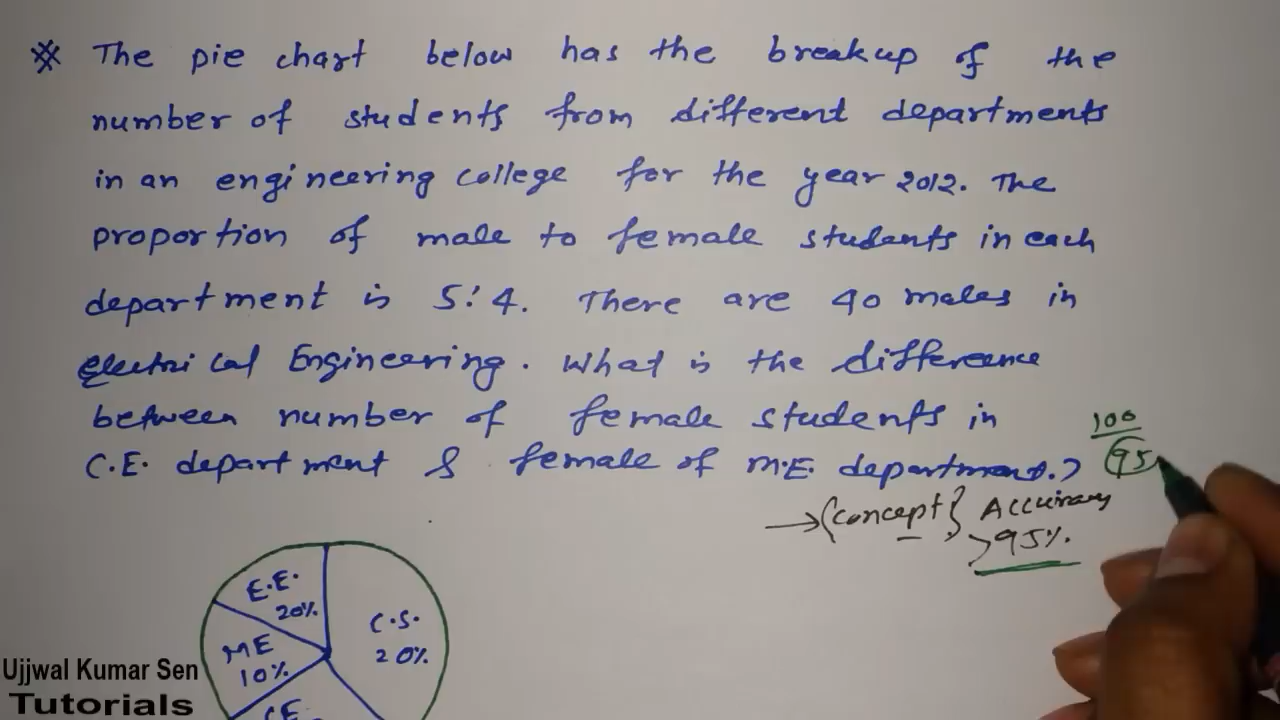 ※ The pie chart below has the breakup of the
number of students from different departments
in an engineering college for the year 2012. The
proportion of male to female students in each
department is 5:4. There are 40 males in
Electrical Engineering. What is the difference
between number of female students in
C.E. department & female of M.E. department.?
100
95
→ {concept} Accuracy
>95%.
E.E.
20%
C.S.
20%
ME
10%
CE
Ujjwal Kumar Sen
Tutorials